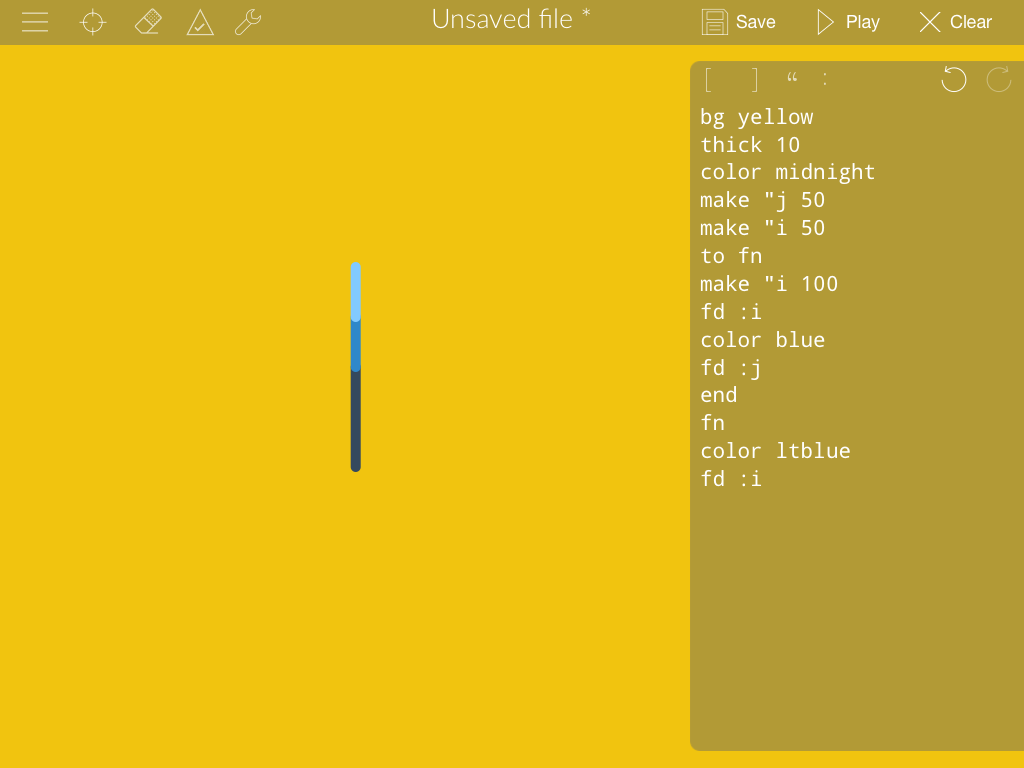 Unsaved file *
Save
Play
Clear
[ ] “ :
bg yellow
thick 10
color midnight
make "j 50
make "i 50
to fn
make "i 100
fd :i
color blue
fd :j
end
fn
color ltblue
fd :i